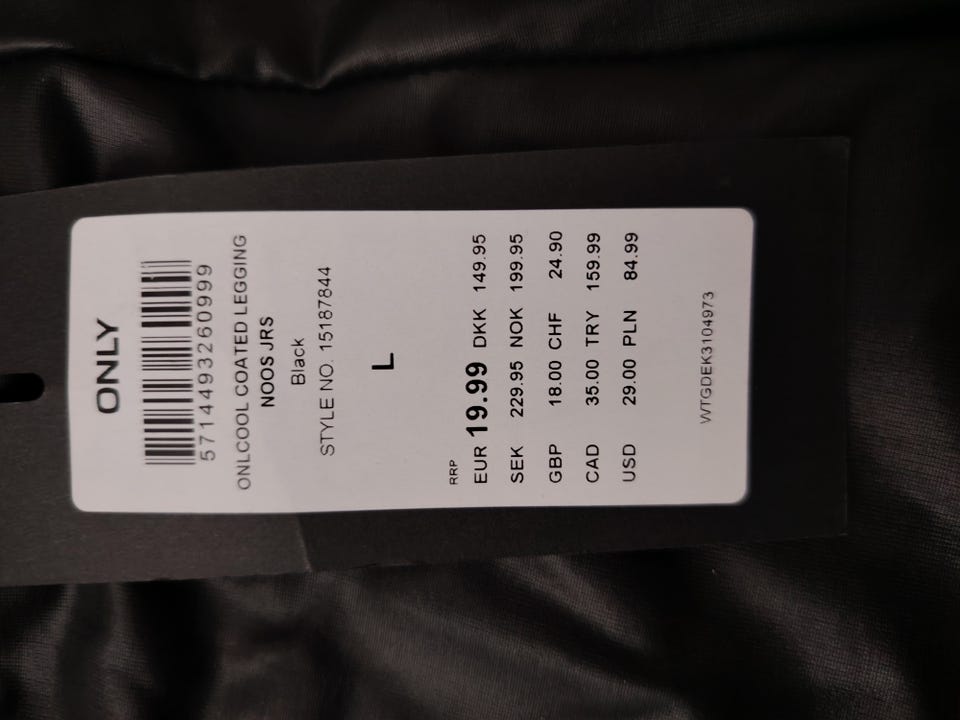 ONLY
5714493260999
ONLCOOL COATED LEGGING
NOOS JRS
Black
STYLE NO. 15187844
L
RRP
EUR 19.99 DKK 149.95
SEK 229.95 NOK 199.95
GBP 18.00 CHF 24.90
CAD 35.00 TRY 159.99
USD 29.00 PLN 84.99
WTGDEK3104973